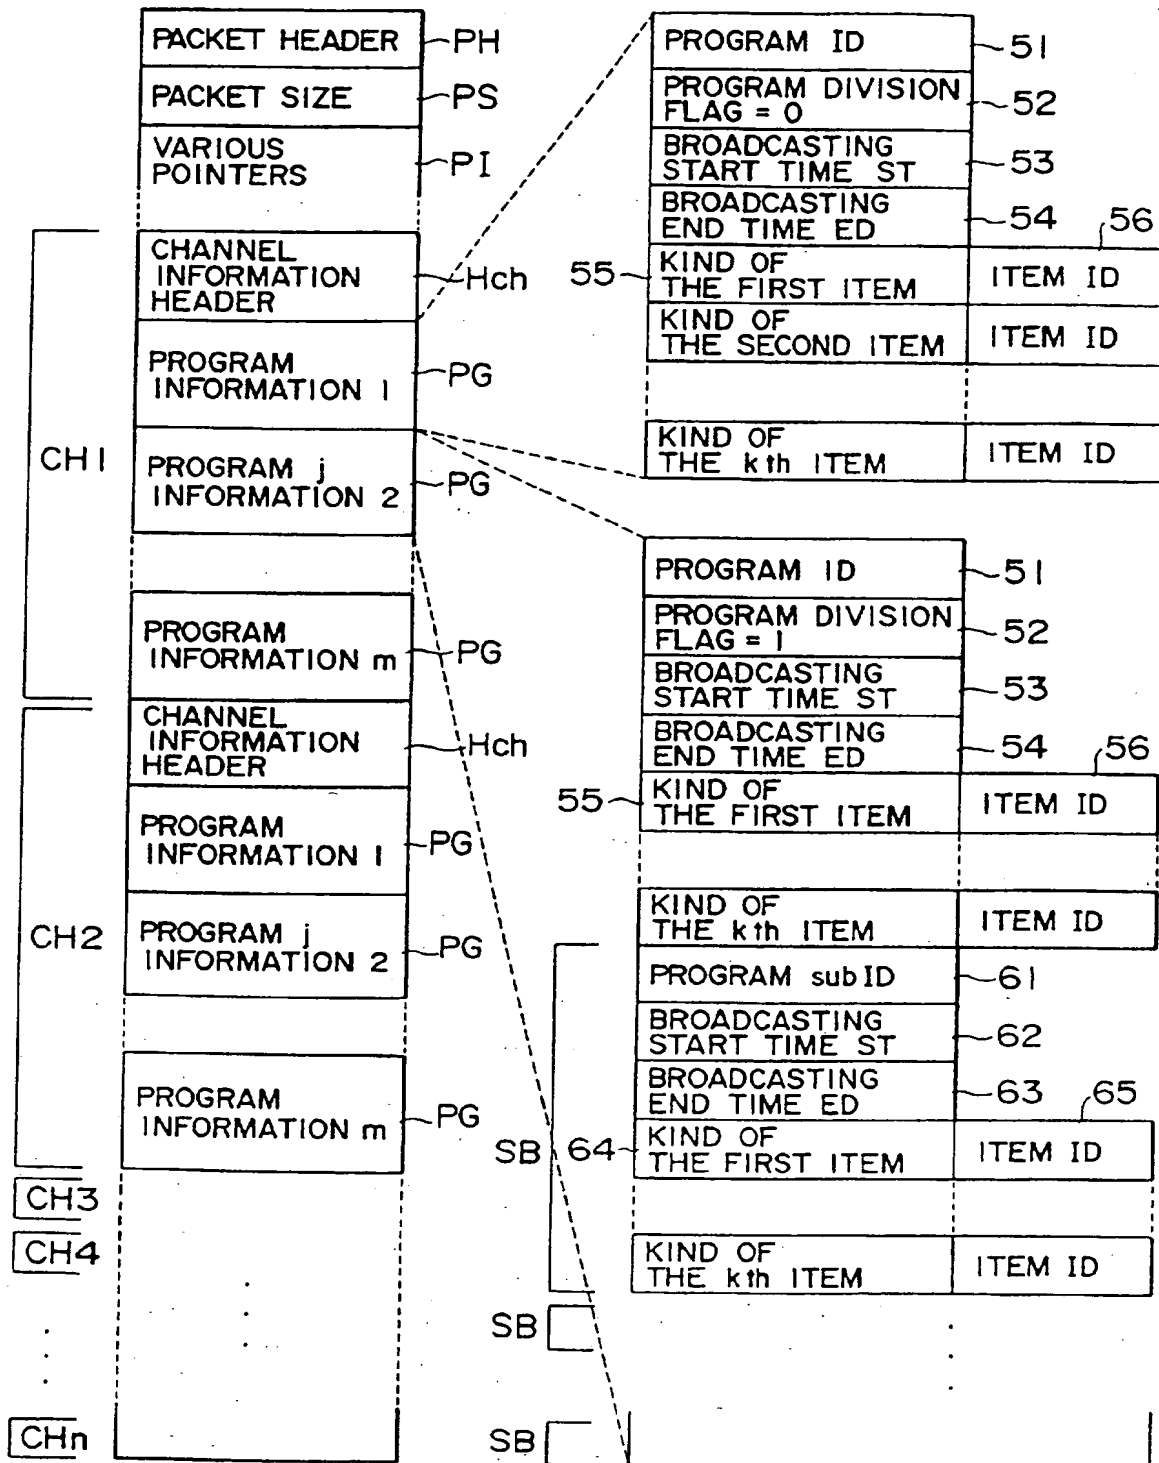 PACKET HEADER
PH
PACKET SIZE
PS
VARIOUS
POINTERS
PI
CH1
CHANNEL
INFORMATION
HEADER
Hch
PROGRAM
INFORMATION 1
PG
PROGRAM j
INFORMATION 2
PG
PROGRAM
INFORMATION m
PG
CH2
CHANNEL
INFORMATION
HEADER
Hch
PROGRAM
INFORMATION 1
PG
PROGRAM j
INFORMATION 2
PG
PROGRAM
INFORMATION m
PG
CH3
CH4
CHn
PROGRAM ID
51
PROGRAM DIVISION
FLAG = 0
52
BROADCASTING
START TIME ST
53
BROADCASTING
END TIME ED
54
56
55
KIND OF
THE FIRST ITEM
ITEM ID
KIND OF
THE SECOND ITEM
ITEM ID
KIND OF
THE kth ITEM
ITEM ID
PROGRAM ID
51
PROGRAM DIVISION
FLAG = 1
52
BROADCASTING
START TIME ST
53
BROADCASTING
END TIME ED
54
56
55
KIND OF
THE FIRST ITEM
ITEM ID
KIND OF
THE kth ITEM
ITEM ID
PROGRAM sub ID
61
BROADCASTING
START TIME ST
62
BROADCASTING
END TIME ED
63
65
SB
64
KIND OF
THE FIRST ITEM
ITEM ID
KIND OF
THE kth ITEM
ITEM ID
SB
SB